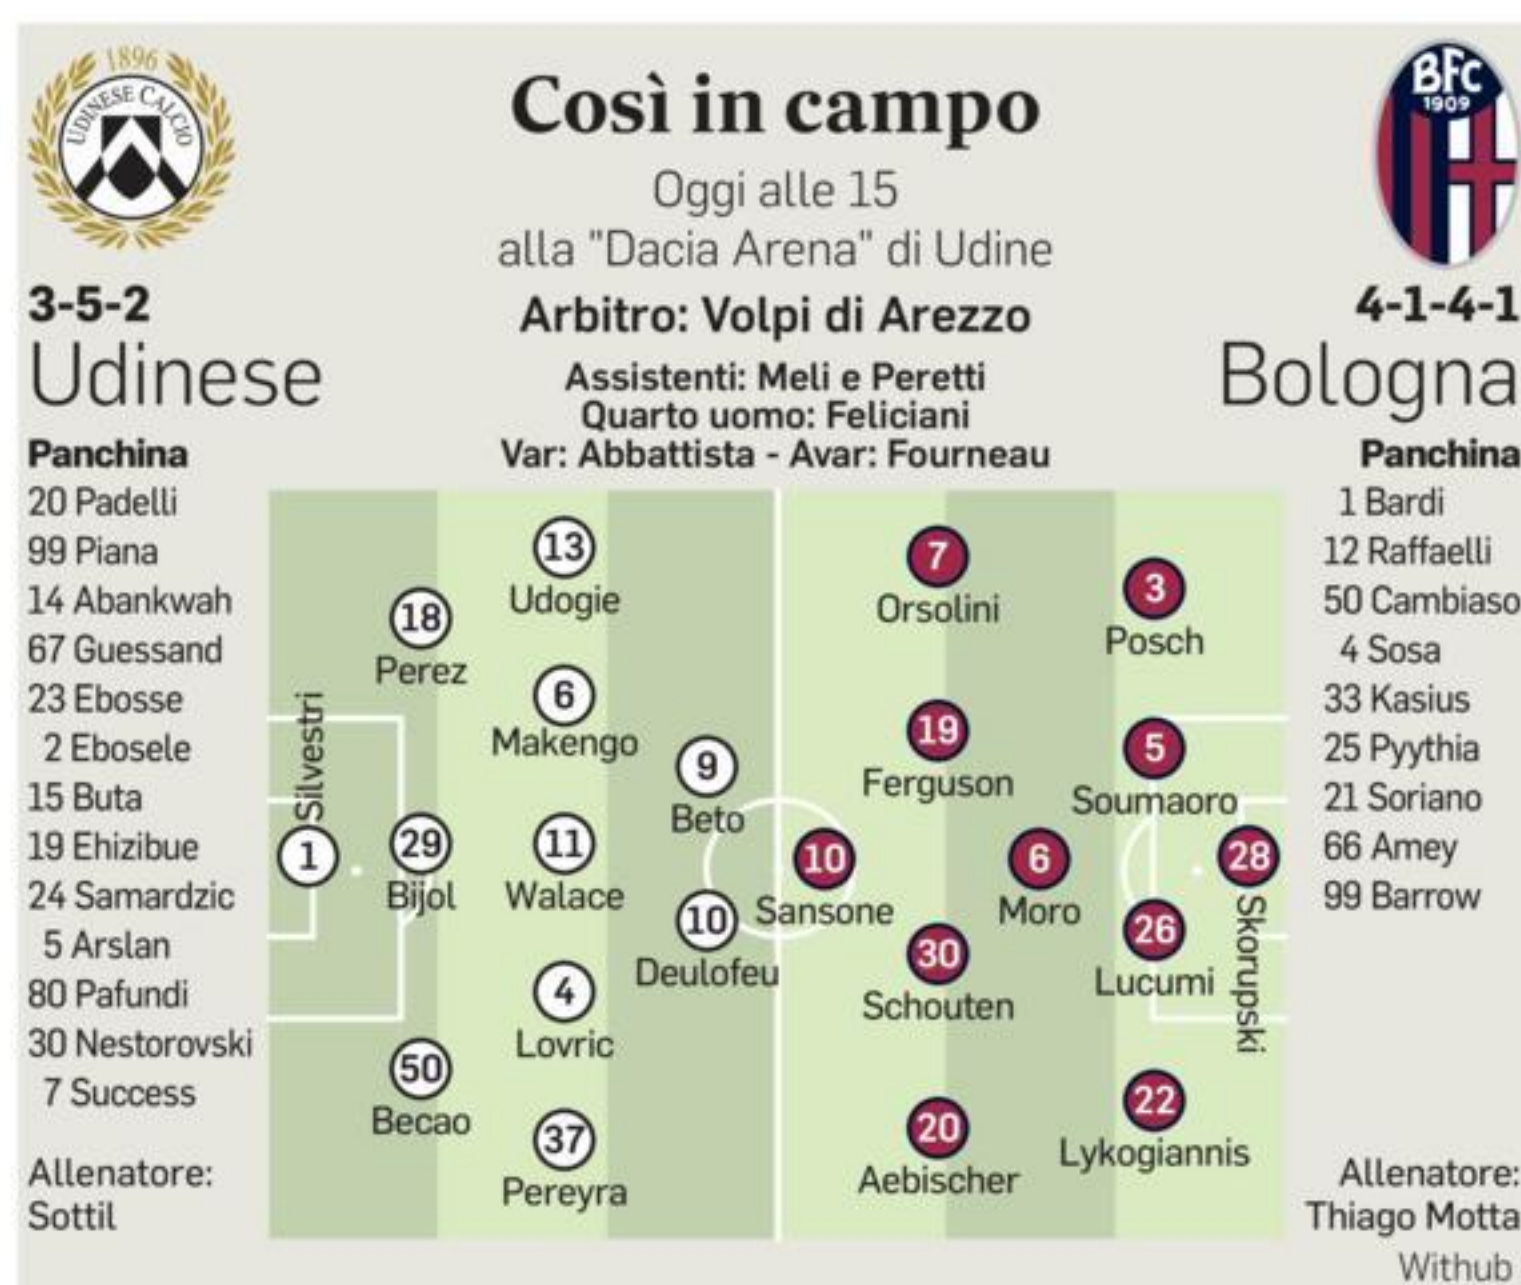 1896
UDINESE CALCIO
BFC
1909
Così in campo
Oggi alle 15
alla "Dacia Arena" di Udine
Arbitro: Volpi di Arezzo
Assistenti: Meli e Peretti
Quarto uomo: Feliciani
Var: Abbattista - Avar: Fourneau
3-5-2
Udinese
Panchina
20 Padelli
99 Piana
14 Abankwah
67 Guessand
23 Ebosse
2 Ebosele
15 Buta
19 Ehizibue
24 Samardzic
5 Arslan
80 Pafundi
30 Nestorovski
7 Success
Allenatore:
Sottil
1
Silvestri
18
Perez
29
Bijol
50
Becao
13
Udogie
6
Makengo
11
Walace
4
Lovric
37
Pereyra
9
Beto
10
Deulofeu
10
Sansone
7
Orsolini
19
Ferguson
30
Schouten
20
Aebischer
6
Moro
3
Posch
5
Soumaoro
26
Lucumi
22
Lykogiannis
28
Skorupski
4-1-4-1
Bologna
Panchina
1 Bardi
12 Raffaelli
50 Cambiaso
4 Sosa
33 Kasius
25 Pyythia
21 Soriano
66 Amey
99 Barrow
Allenatore:
Thiago Motta
Withub